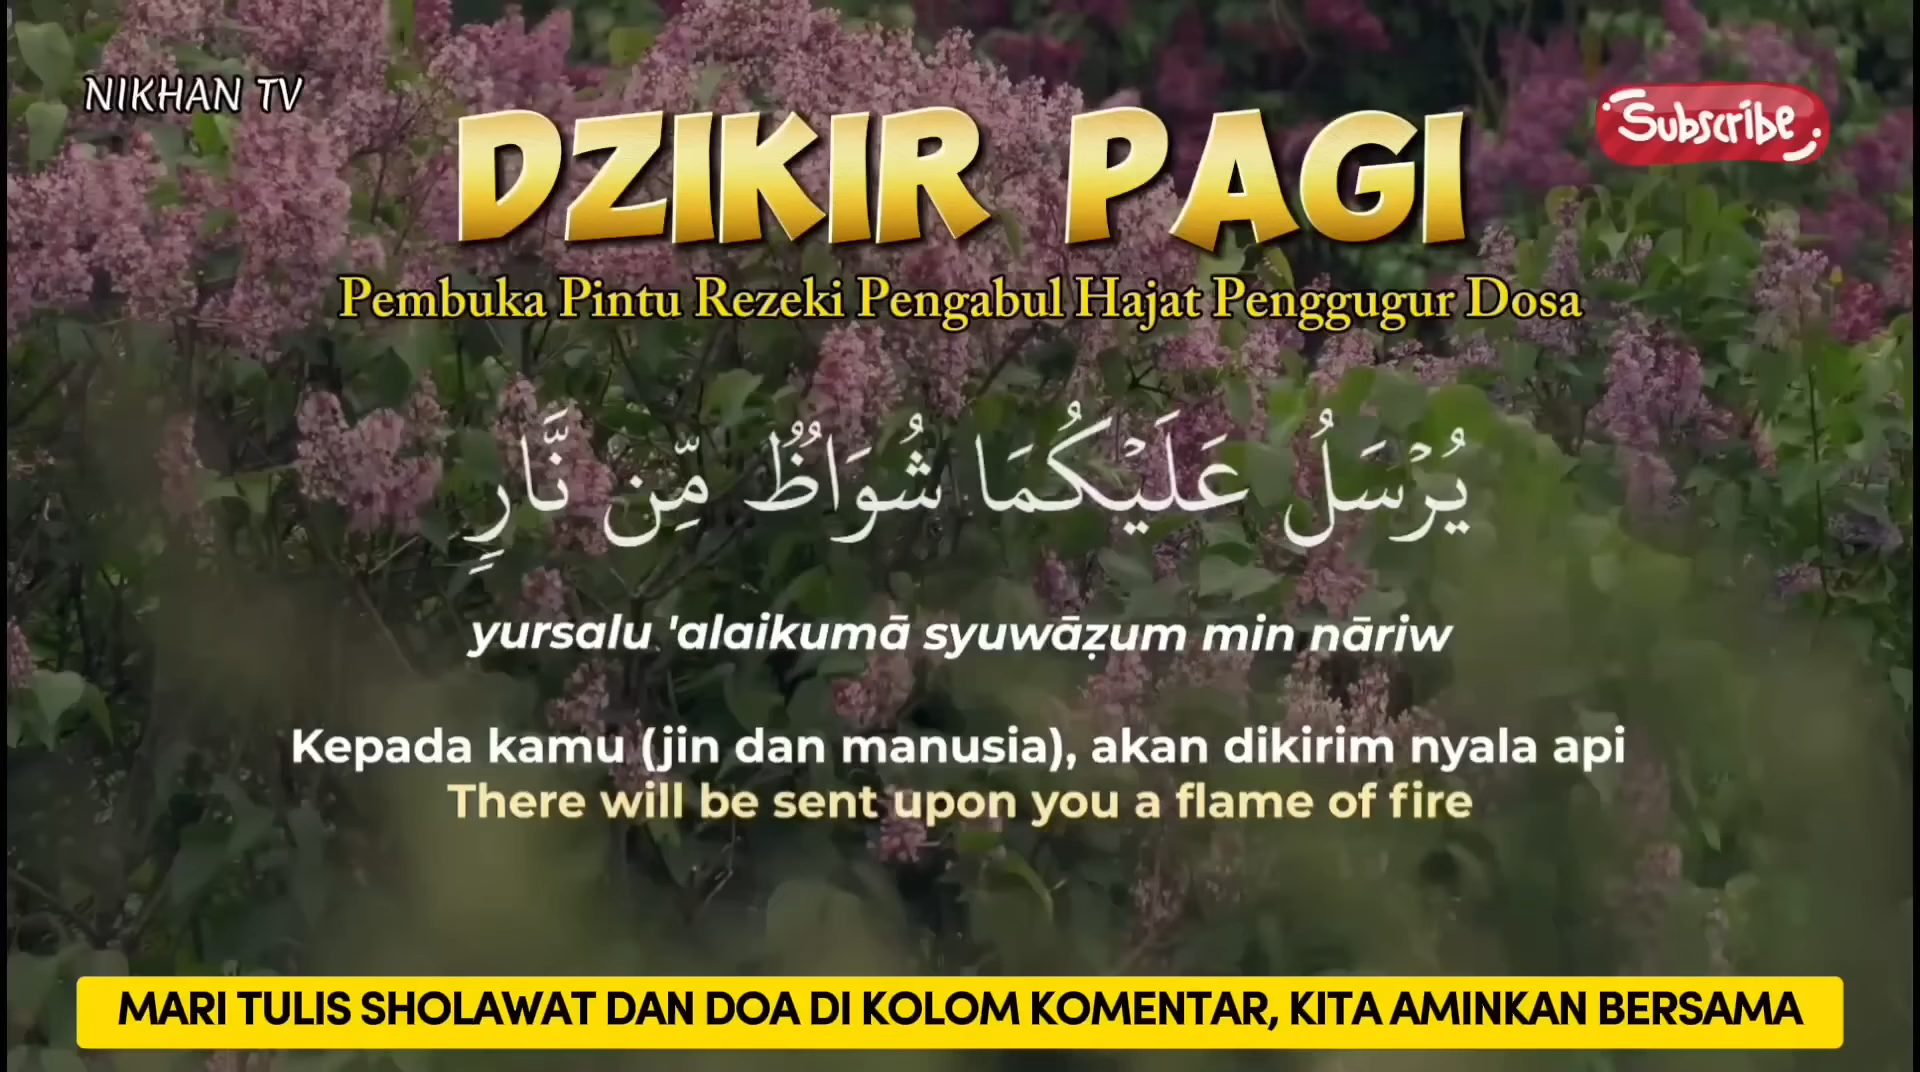 NIKHAN TV
Subscribe
DZIKIR PAGI
Pembuka Pintu Rezeki Pengabul Hajat Penggugur Dosa
يُرْسَلُ عَلَيْكُمَا شُوَاظٌ مِّن نَّارٍ
yursalu 'alaikumā syuwāẓum min nāriw
Kepada kamu (jin dan manusia), akan dikirim nyala api
There will be sent upon you a flame of fire
MARI TULIS SHOLAWAT DAN DOA DI KOLOM KOMENTAR, KITA AMINKAN BERSAMA